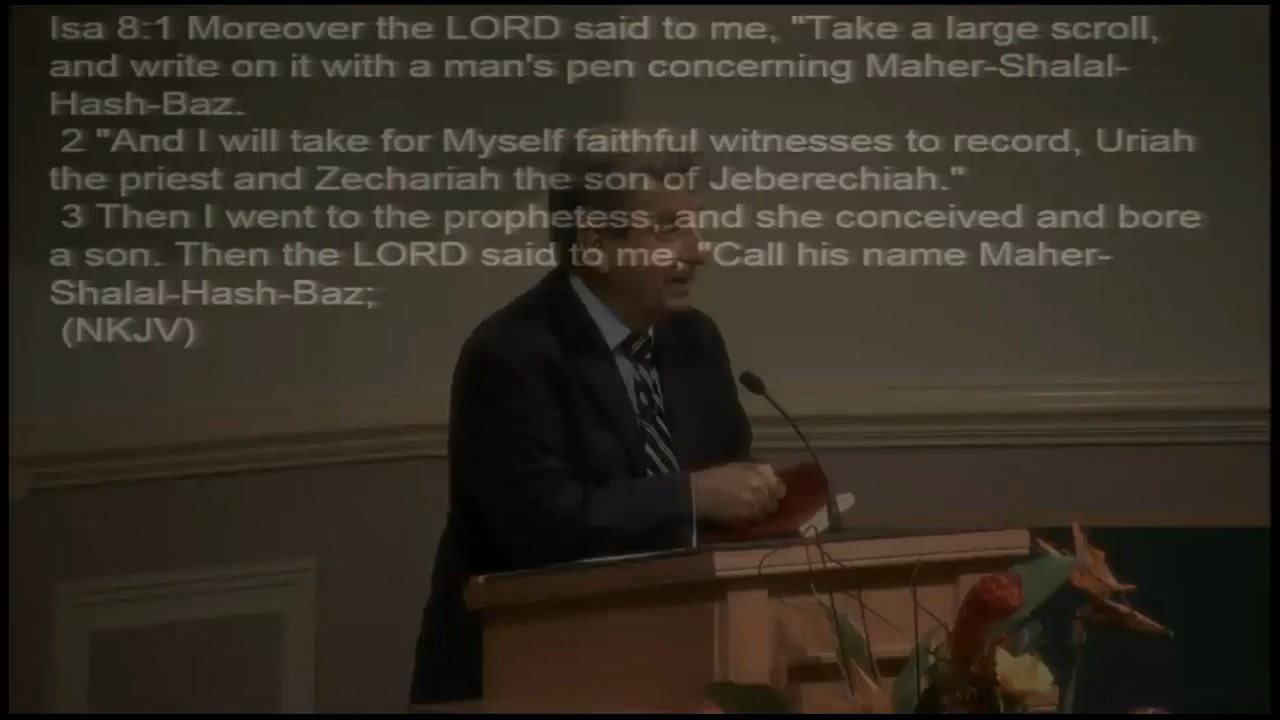 Isa 8:1 Moreover the LORD said to me, "Take a large scroll,
and write on it with a man's pen concerning Maher-Shalal-
Hash-Baz.
2 "And I will take for Myself faithful witnesses to record, Uriah
the priest and Zechariah the son of Jeberechiah."
3 Then I went to the prophetess, and she conceived and bore
a son. Then the LORD said to me, "Call his name Maher-
Shalal-Hash-Baz;
(NKJV)